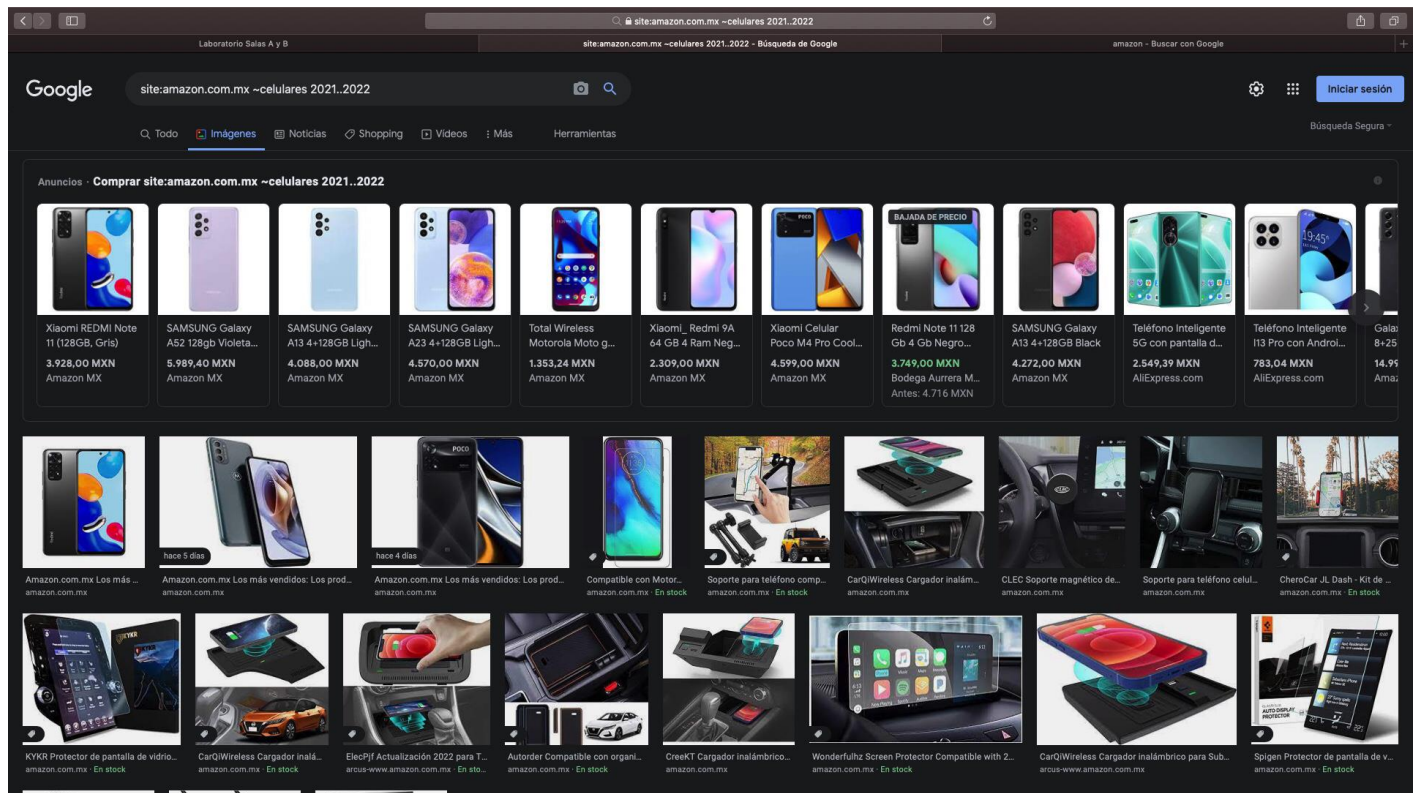 site:amazon.com.mx ~celulares 2021..2022
Laboratorio Salas A y B
site:amazon.com.mx ~celulares 2021..2022 - Búsqueda de Google
amazon - Buscar con Google
Google
site:amazon.com.mx ~celulares 2021..2022
Iniciar sesión
Todo
Imágenes
Noticias
Shopping
Videos
Más
Herramientas
Búsqueda Segura
Anuncios · Comprar site:amazon.com.mx ~celulares 2021..2022
POCO
BAJADA DE PRECIO
19:45
Xiaomi REDMI Note
11 (128GB, Gris)
3.928,00 MXN
Amazon MX
SAMSUNG Galaxy
A52 128gb Violeta...
5.989,40 MXN
Amazon MX
SAMSUNG Galaxy
A13 4+128GB Ligh...
4.088,00 MXN
Amazon MX
SAMSUNG Galaxy
A23 4+128GB Ligh...
4.570,00 MXN
Amazon MX
Total Wireless
Motorola Moto g...
1.353,24 MXN
Amazon MX
Xiaomi_ Redmi 9A
64 GB 4 Ram Neg...
2.309,00 MXN
Amazon MX
Xiaomi Celular
Poco M4 Pro Cool...
4.599,00 MXN
Amazon MX
Redmi Note 11 128
Gb 4 Gb Negro...
3.749,00 MXN
Bodega Aurrera M...
Antes: 4.716 MXN
SAMSUNG Galaxy
A13 4+128GB Black
4.272,00 MXN
Amazon MX
Teléfono Inteligente
5G con pantalla d...
2.549,39 MXN
AliExpress.com
Teléfono Inteligente
I13 Pro con Androi...
783,04 MXN
AliExpress.com
Gala
8+25
14.99
Ama
hace 5 días
POCO
hace 4 días
CLEC
Amazon.com.mx Los más ...
amazon.com.mx
Amazon.com.mx Los más vendidos: Los prod...
amazon.com.mx
Amazon.com.mx Los más vendidos: Los prod...
amazon.com.mx
Compatible con Motor...
amazon.com.mx · En stock
Soporte para teléfono comp...
amazon.com.mx · En stock
CarQiWireless Cargador inalám...
amazon.com.mx
CLEC Soporte magnético de...
amazon.com.mx
Soporte para teléfono celul...
amazon.com.mx
CheroCar JL Dash - Kit de ...
amazon.com.mx · En stock
KYKR
AUTO DISPLAY
PROTECTOR
KYKR Protector de pantalla de vidrio...
amazon.com.mx · En stock
CarQiWireless Cargador inalá...
amazon.com.mx · En stock
ElecPjf Actualización 2022 para T...
arcus-www.amazon.com.mx · En sto...
Autorder Compatible con organi...
amazon.com.mx · En stock
CreeKT Cargador inalámbrico...
amazon.com.mx · En stock
Wonderfulhz Screen Protector Compatible with 2...
amazon.com.mx · En stock
CarQiWireless Cargador inalámbrico para Sub...
arcus-www.amazon.com.mx
Spigen Protector de pantalla de v...
amazon.com.mx · En stock